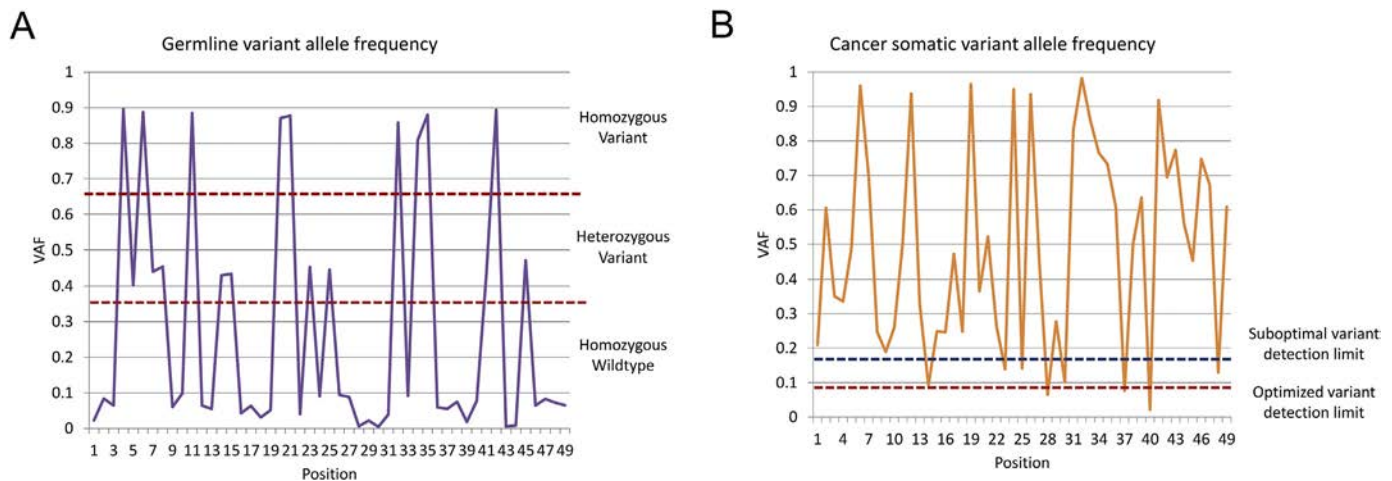 A
Germline variant allele frequency
1
0.9
0.8
0.7
0.6
0.5
0.4
0.3
0.2
0.1
0
VAF
Homozygous
Variant
Heterozygous
Variant
Homozygous
Wildtype
1 3 5 7 9 11 13 15 17 19 21 23 25 27 29 31 33 35 37 39 41 43 45 47 49
Position
B
Cancer somatic variant allele frequency
1
0.9
0.8
0.7
0.6
0.5
0.4
0.3
0.2
0.1
0
VAF
Suboptimal variant
detection limit
Optimized variant
detection limit
1 4 7 10 13 16 19 22 25 28 31 34 37 40 43 46 49
Position